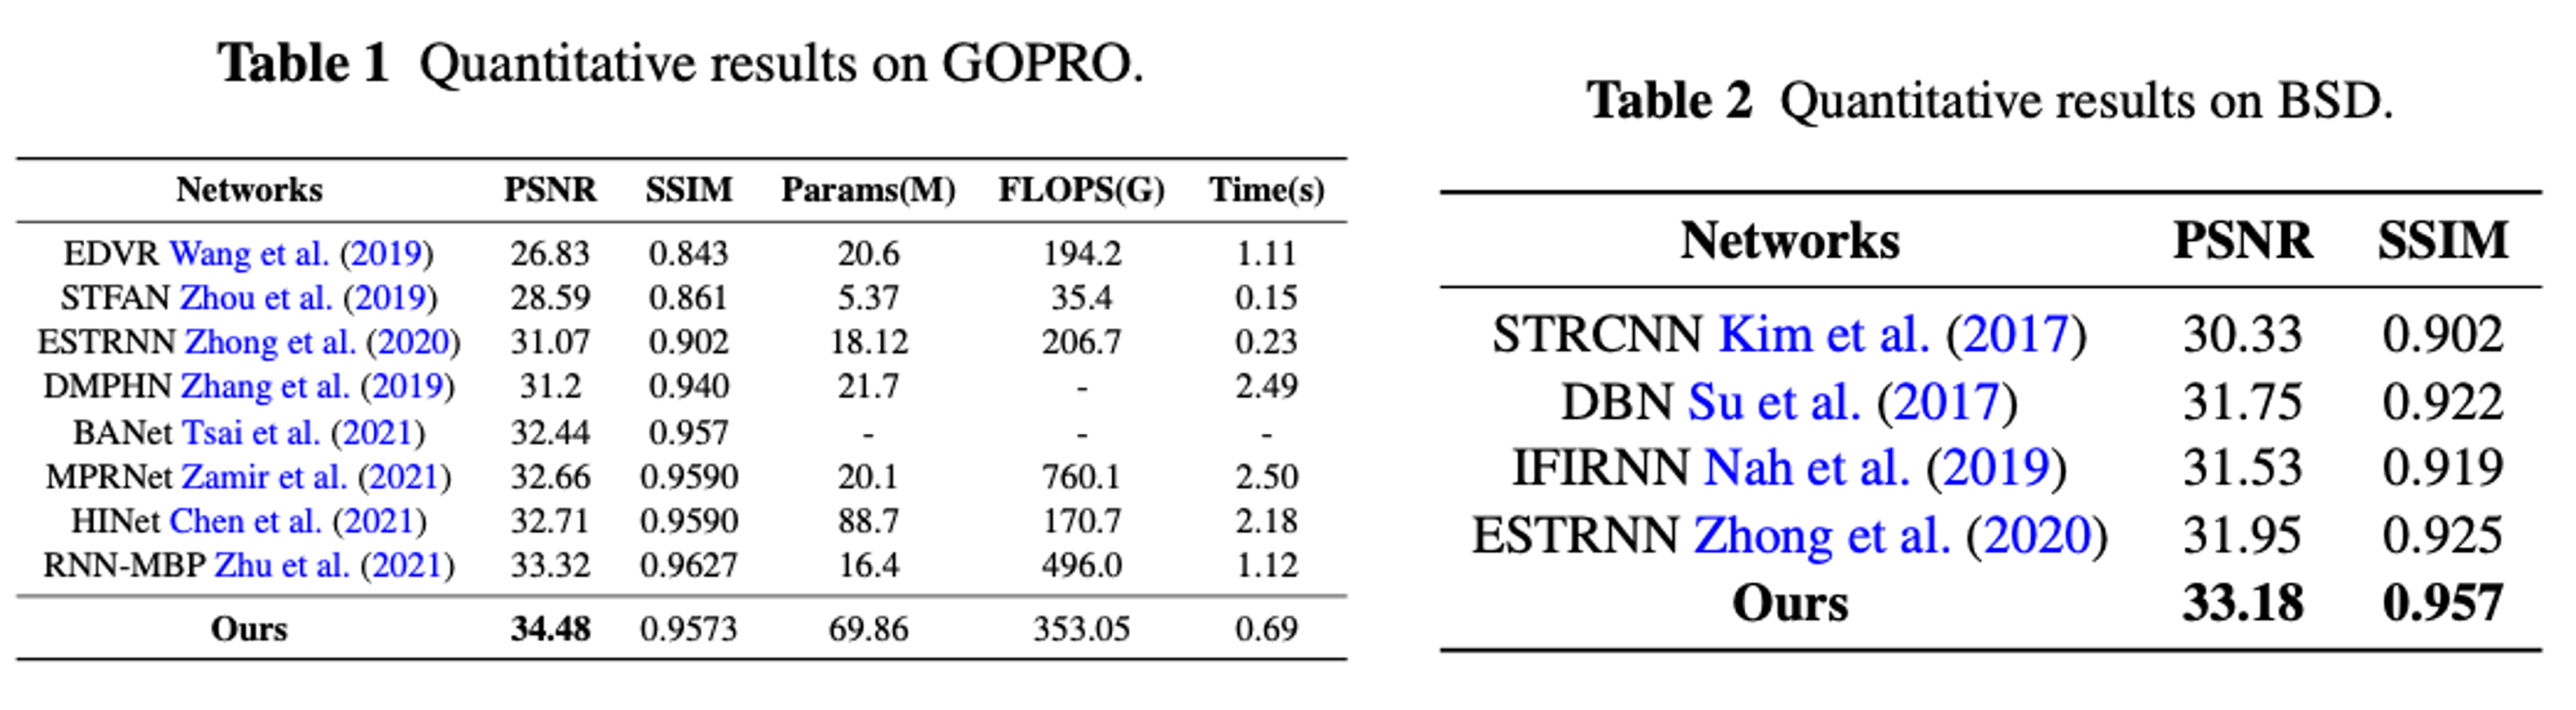 Table 1 Quantitative results on GOPRO.
Networks PSNR SSIM Params(M) FLOPS(G) Time(s)
EDVR Wang et al. (2019) 26.83 0.843 20.6 194.2 1.11
STFAN Zhou et al. (2019) 28.59 0.861 5.37 35.4 0.15
ESTRNN Zhong et al. (2020) 31.07 0.902 18.12 206.7 0.23
DMPHN Zhang et al. (2019) 31.2 0.940 21.7 - 2.49
BANet Tsai et al. (2021) 32.44 0.957 - - -
MPRNet Zamir et al. (2021) 32.66 0.9590 20.1 760.1 2.50
HINet Chen et al. (2021) 32.71 0.9590 88.7 170.7 2.18
RNN-MBP Zhu et al. (2021) 33.32 0.9627 16.4 496.0 1.12
Ours 34.48 0.9573 69.86 353.05 0.69
Table 2 Quantitative results on BSD.
Networks PSNR SSIM
STRCNN Kim et al. (2017) 30.33 0.902
DBN Su et al. (2017) 31.75 0.922
IFIRNN Nah et al. (2019) 31.53 0.919
ESTRNN Zhong et al. (2020) 31.95 0.925
Ours 33.18 0.957